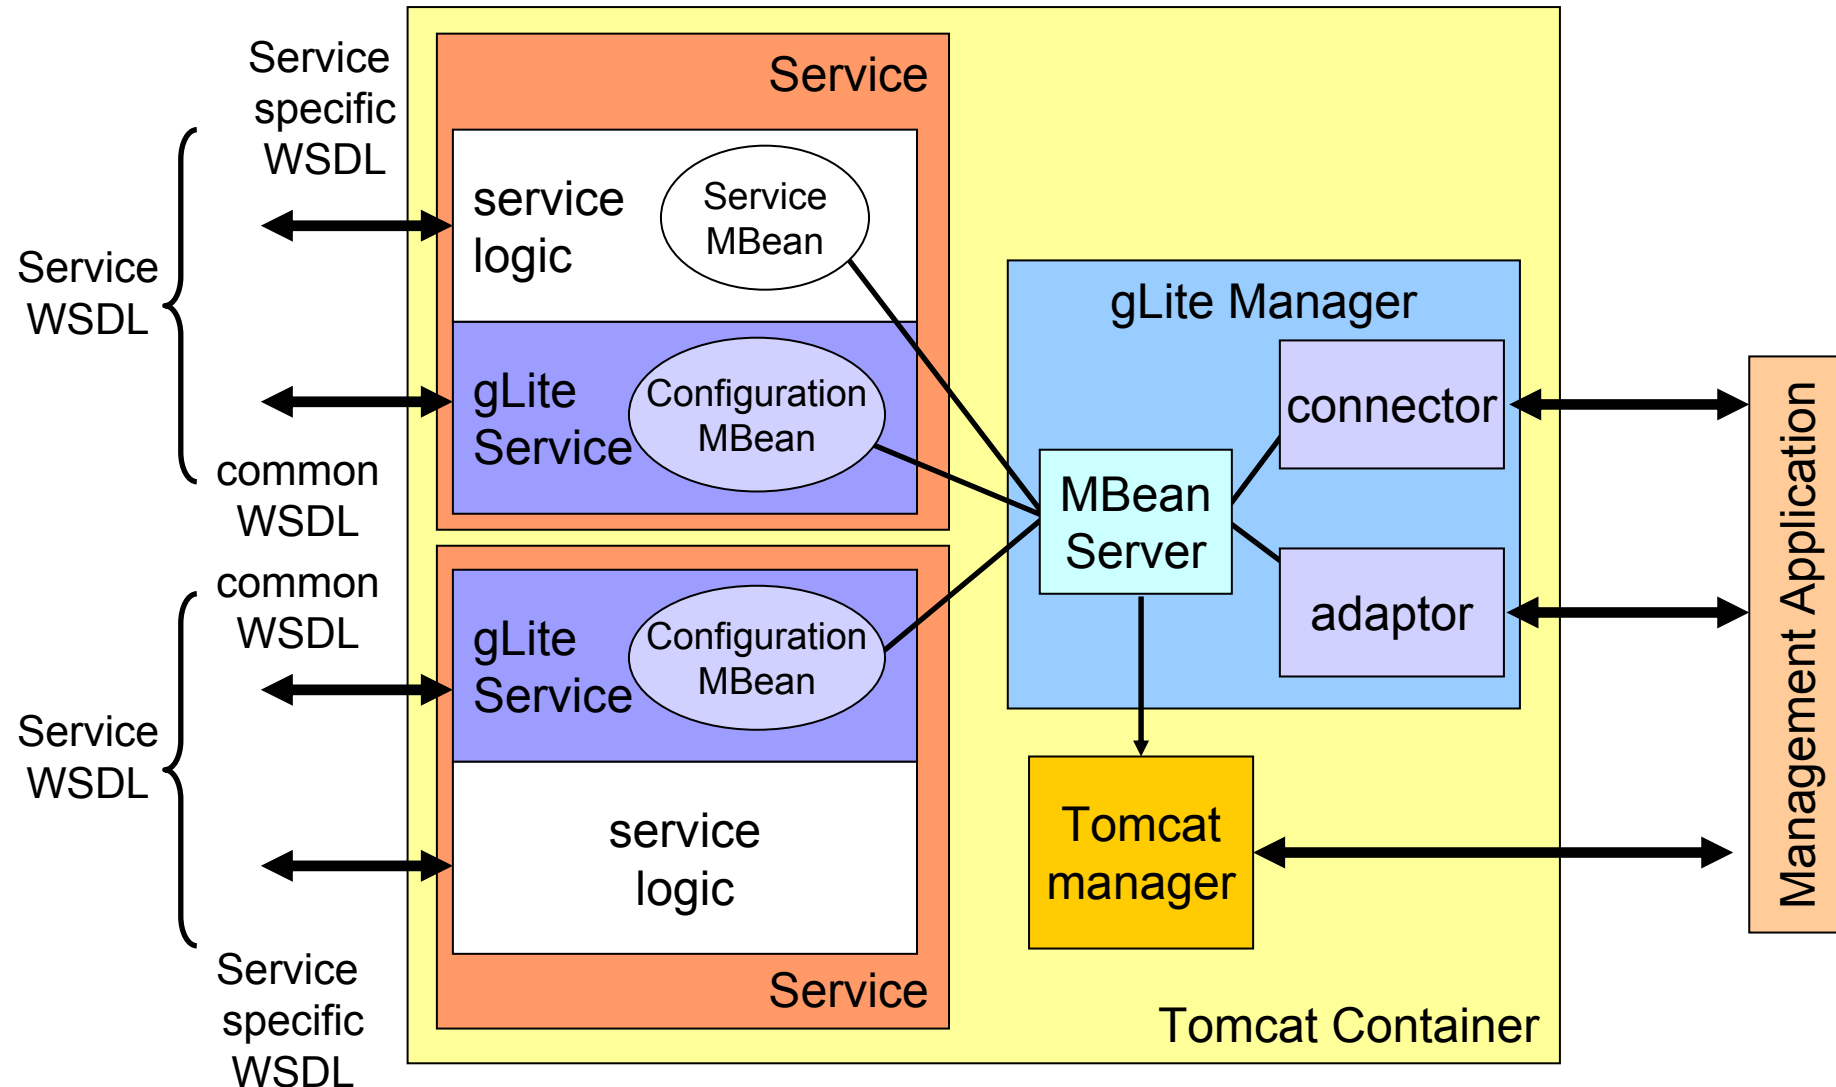 Service
specific
WSDL
Service
service
logic
Service
MBean
Service
WSDL
gLite Manager
gLite
Service
Configuration
MBean
connector
common
WSDL
MBean
Server
Management Application
common
WSDL
gLite
Service
Configuration
MBean
adaptor
Service
WSDL
service
logic
Tomcat
manager
Service
specific
WSDL
Service
Tomcat Container